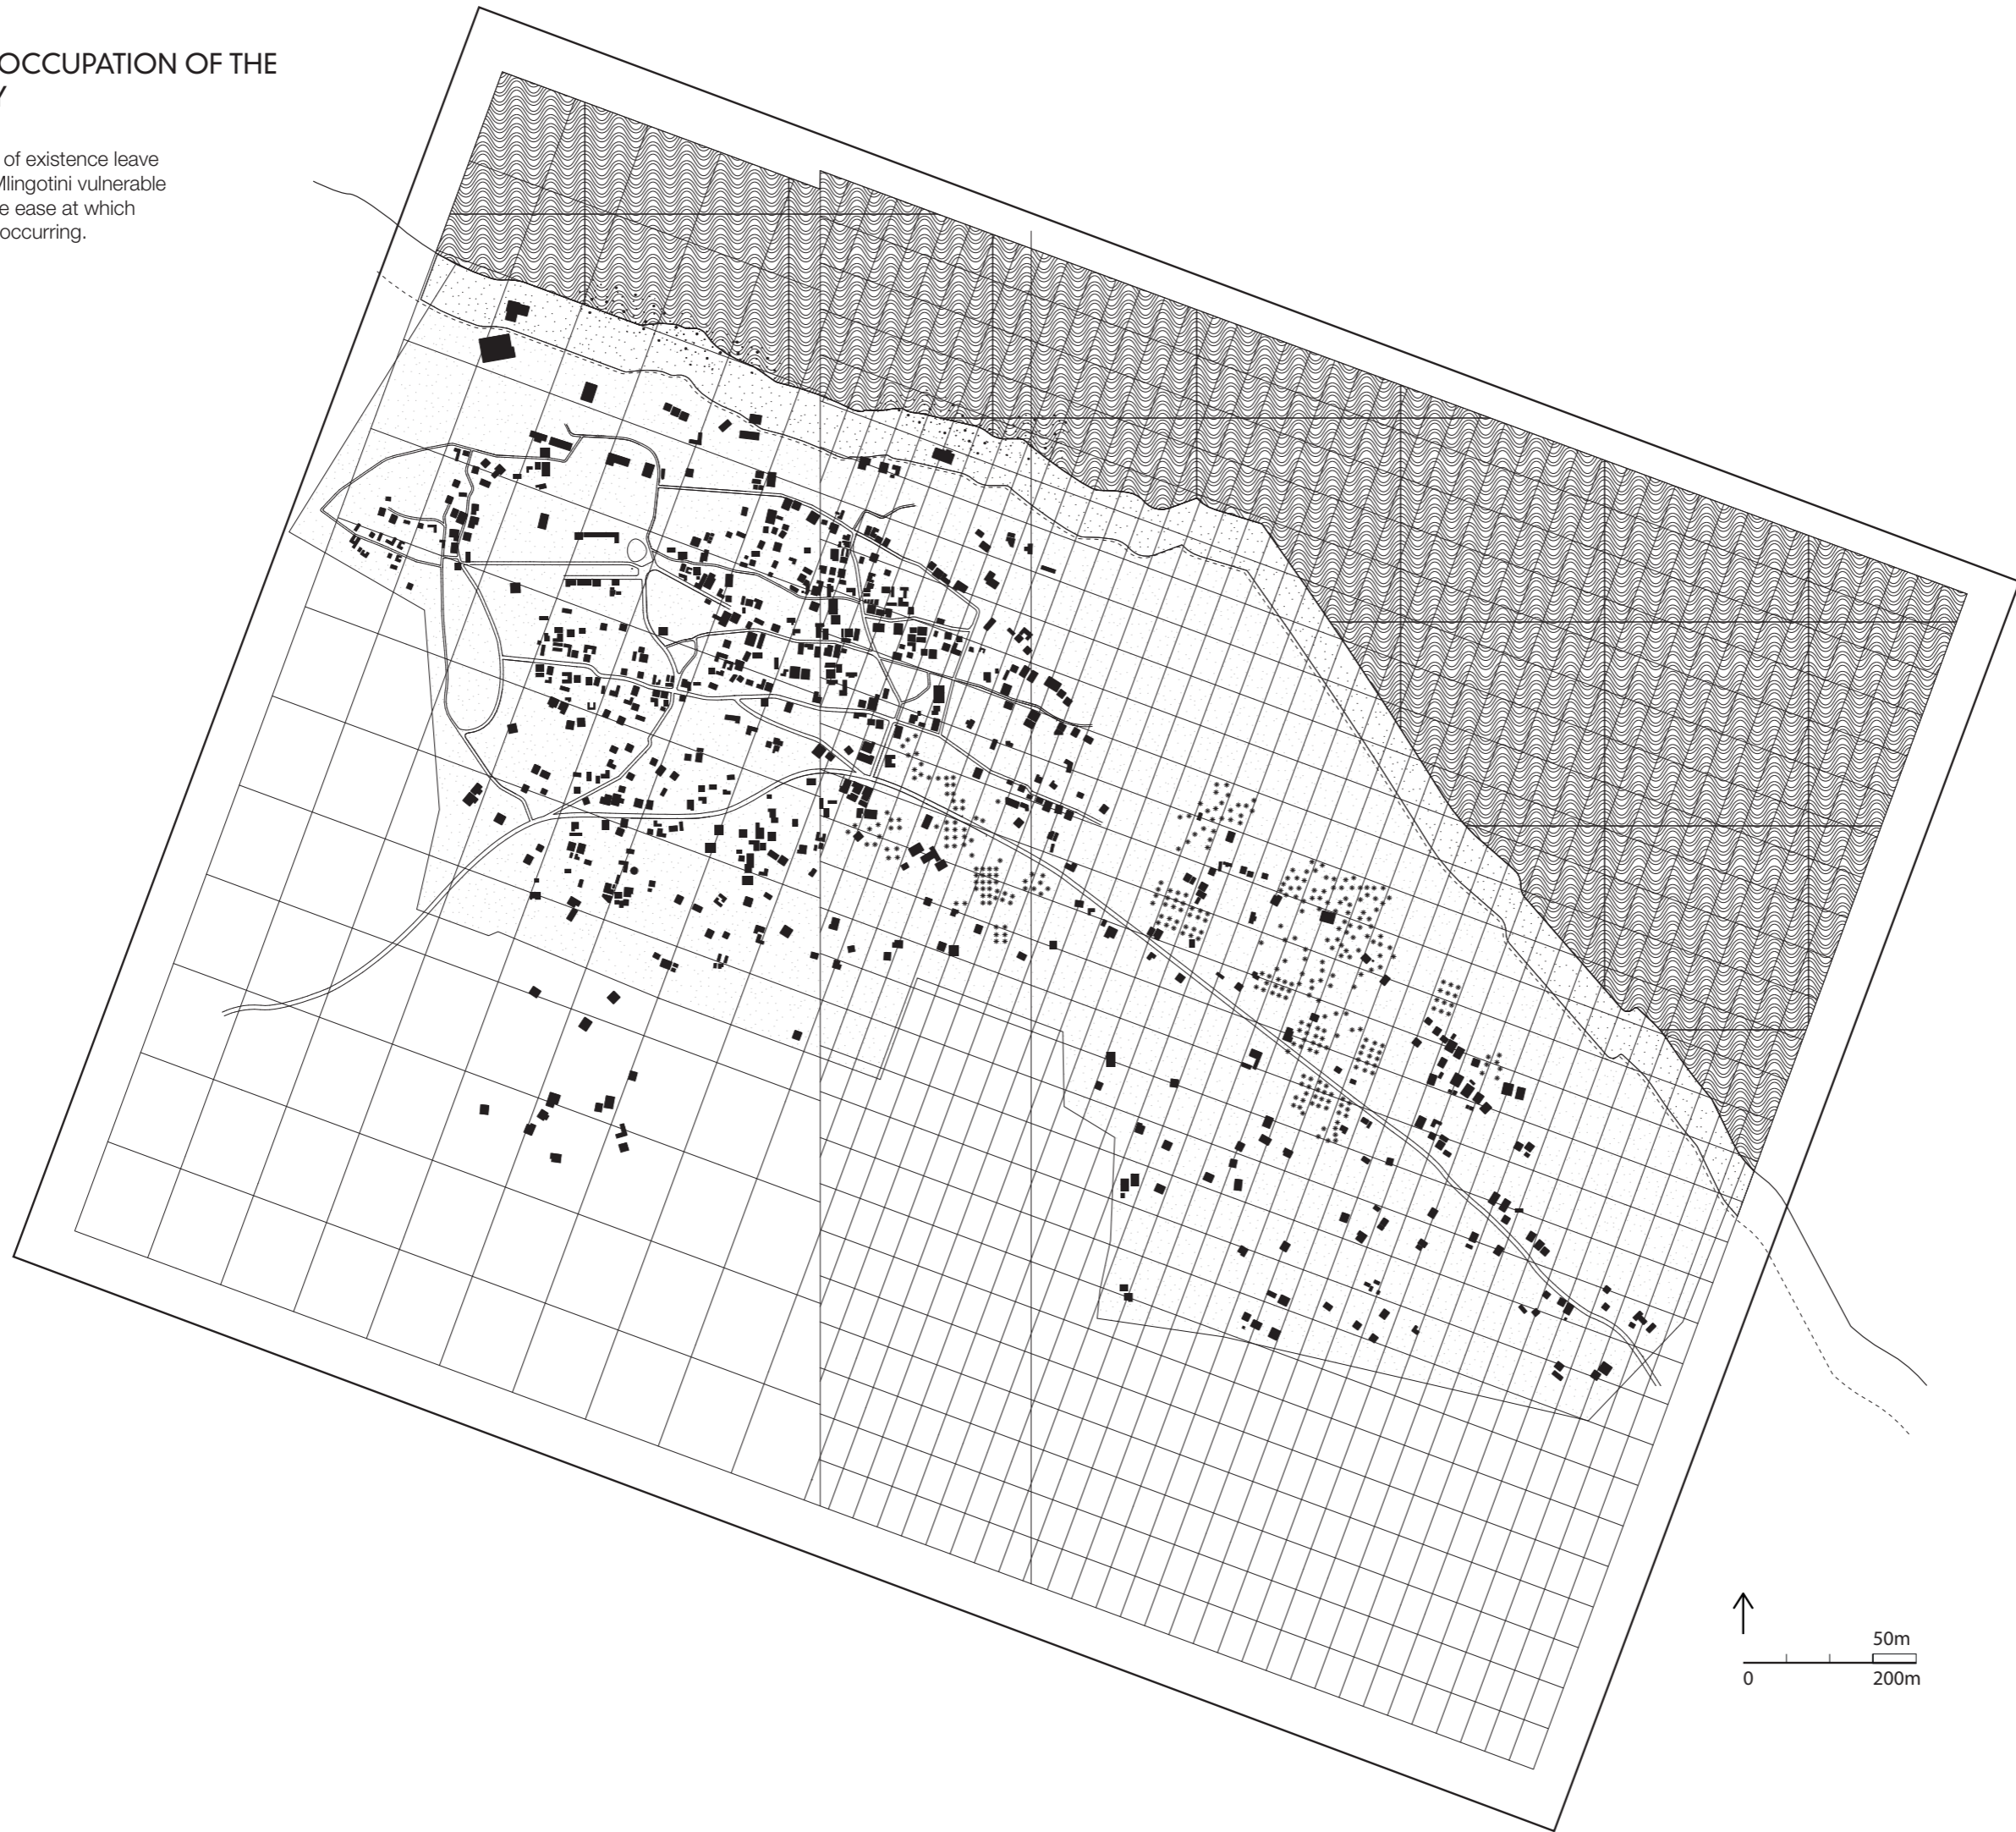 OCCUPATION OF THE
Y
of existence leave
Mlingotini vulnerable
e ease at which
occurring.
50m
0 200m